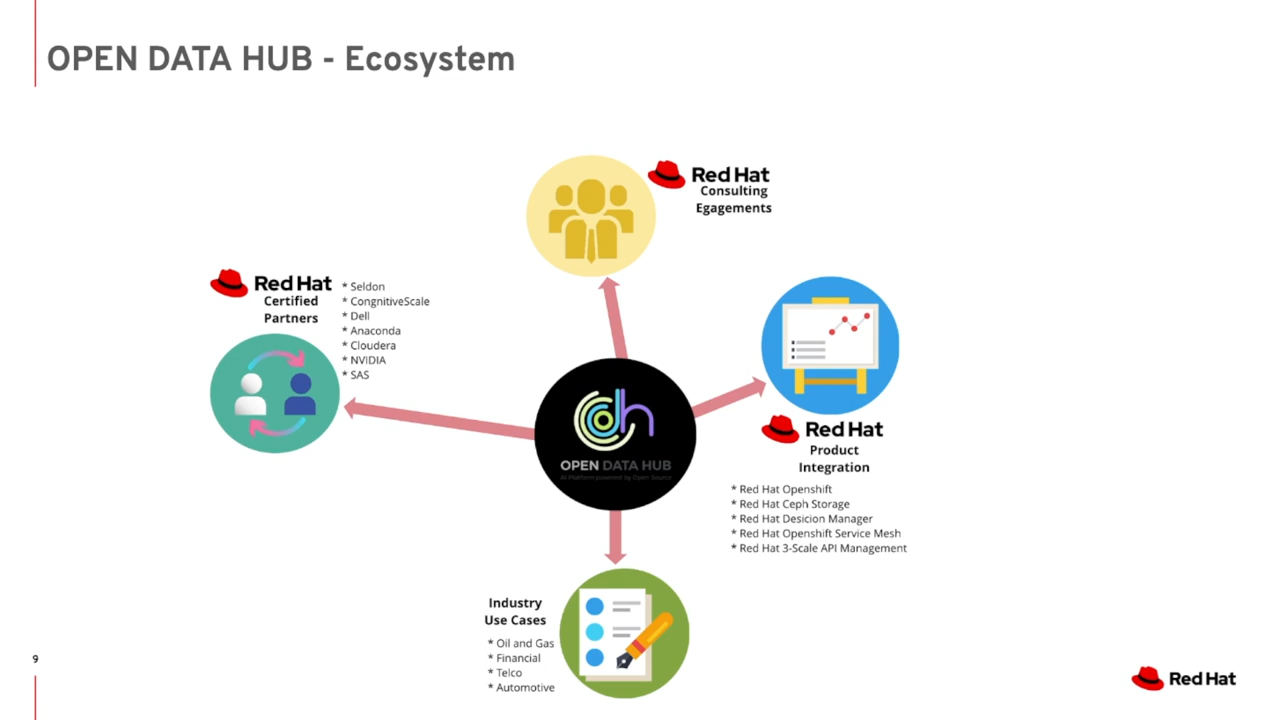 OPEN DATA HUB - Ecosystem
Red Hat
Consulting
Egagements
Red Hat
Certified
Partners
* Seldon
* CongnitiveScale
* Dell
* Anaconda
* Cloudera
* NVIDIA
* SAS
odh
OPEN DATA HUB
AI Platform powered by Open Source
Red Hat
Product
Integration
* Red Hat Openshift
* Red Hat Ceph Storage
* Red Hat Desicion Manager
* Red Hat Openshift Service Mesh
* Red Hat 3-Scale API Management
Industry
Use Cases
* Oil and Gas
* Financial
* Telco
* Automotive
9
Red Hat